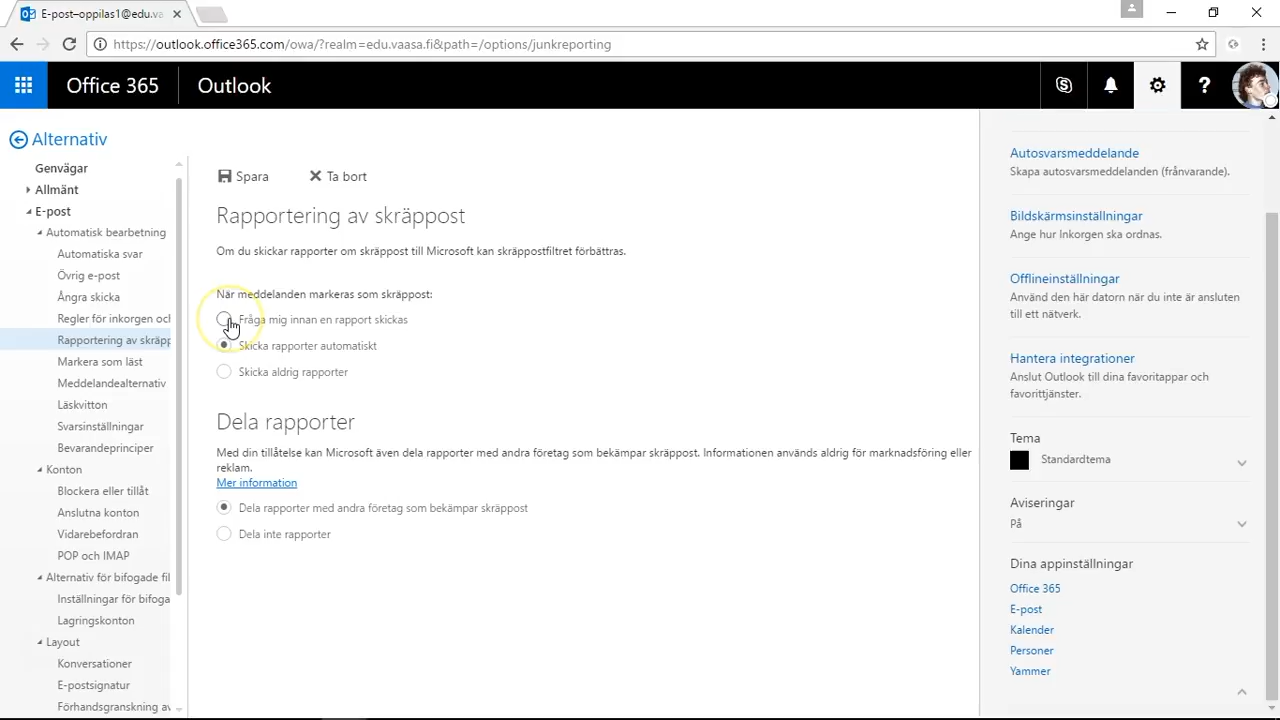 E-post–oppilas1@edu.va
https://outlook.office365.com/owa/?realm=edu.vaasa.fi&path=/options/junkreporting
Office 365
Outlook
Alternativ
Genvägar
Allmänt
E-post
Automatisk bearbetning
Automatiska svar
Övrig e-post
Ångra skicka
Regler för inkorgen och
Rapportering av skräpp
Markera som läst
Meddelandealternativ
Läskvitton
Svarsinställningar
Bevarandeprinciper
Konton
Blockera eller tillåt
Anslutna konton
Vidarebefordran
POP och IMAP
Alternativ för bifogade fil
Inställningar för bifoga
Lagringskonton
Layout
Konversationer
E-postsignatur
Förhandsgranskning av
Spara
Ta bort
Rapportering av skräppost
Om du skickar rapporter om skräppost till Microsoft kan skräppostfiltret förbättras.
När meddelanden markeras som skräppost:
Fråga mig innan en rapport skickas
Skicka rapporter automatiskt
Skicka aldrig rapporter
Dela rapporter
Med din tillåtelse kan Microsoft även dela rapporter med andra företag som bekämpar skräppost. Informationen används aldrig för marknadsföring eller
reklam.
Mer information
Dela rapporter med andra företag som bekämpar skräppost
Dela inte rapporter
Autosvarsmeddelande
Skapa autosvarsmeddelanden (frånvarande).
Bildskärmsinställningar
Ange hur Inkorgen ska ordnas.
Offlineinställningar
Använd den här datorn när du inte är ansluten
till ett nätverk.
Hantera integrationer
Anslut Outlook till dina favoritappar och
favorittjänster.
Tema
Standardtema
Aviseringar
På
Dina appinställningar
Office 365
E-post
Kalender
Personer
Yammer